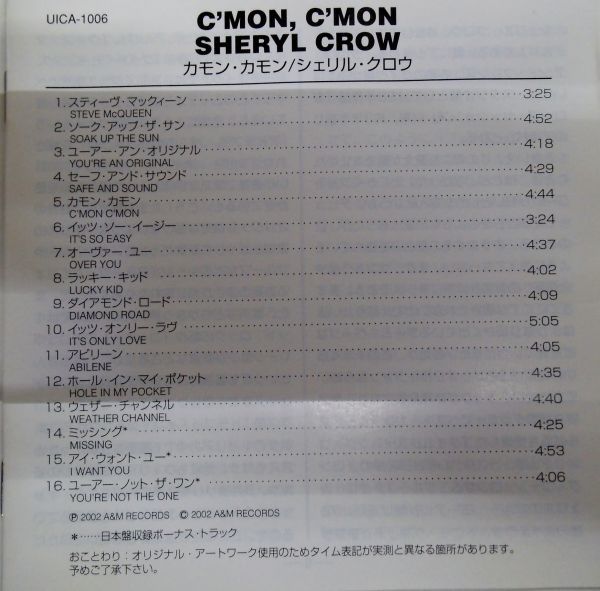 UICA-1006
C'MON, C'MON
SHERYL CROW
カモン・カモン/シェリル・クロウ
1. スティーヴ・マックィーン 3:25
STEVE McQUEEN
2. ソーク・アップ・ザ・サン 4:52
SOAK UP THE SUN
3. ユーアー・アン・オリジナル 4:18
YOU'RE AN ORIGINAL
4. セーフ・アンド・サウンド 4:29
SAFE AND SOUND
5. カモン・カモン 4:44
C'MON C'MON
6. イッツ・ソー・イージー 3:24
IT'S SO EASY
7. オーヴァー・ユー 4:37
OVER YOU
8. ラッキー・キッド 4:02
LUCKY KID
9. ダイアモンド・ロード 4:09
DIAMOND ROAD
10. イッツ・オンリー・ラヴ 5:05
IT'S ONLY LOVE
11. アビリーン 4:05
ABILENE
12. ホール・イン・マイ・ポケット 4:35
HOLE IN MY POCKET
13. ウェザー・チャンネル 4:40
WEATHER CHANNEL
14. ミッシング* 4:25
MISSING
15. アイ・ウォント・ユー* 4:53
I WANT YOU
16. ユーアー・ノット・ザ・ワン* 4:06
YOU'RE NOT THE ONE
℗ 2002 A&M RECORDS © 2002 A&M RECORDS
*……日本盤収録ボーナス・トラック
おことわり：オリジナル・アートワーク使用のためタイム表記が実測と異なる箇所があります。
予めご了承下さい。